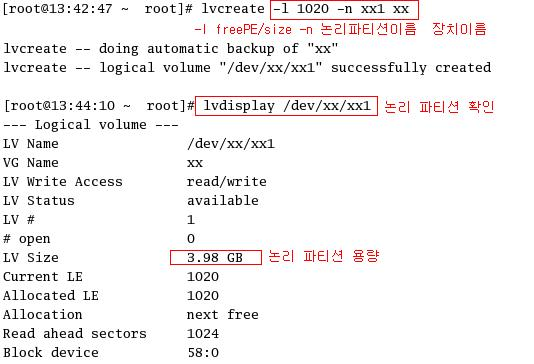 [root@13:42:47 ~  root]# lvcreate -l 1020 -n xx1 xx
-l freePE/size -n 논리파티션이름  장치이름
lvcreate -- doing automatic backup of "xx"
lvcreate -- logical volume "/dev/xx/xx1" successfully created
[root@13:44:10 ~  root]# lvdisplay /dev/xx/xx1 논리 파티션 확인
--- Logical volume ---
LV Name                /dev/xx/xx1
VG Name                xx
LV Write Access        read/write
LV Status              available
LV #                   1
# open                 0
LV Size                3.98 GB 논리 파티션 용량
Current LE             1020
Allocated LE           1020
Allocation             next free
Read ahead sectors     1024
Block device           58:0